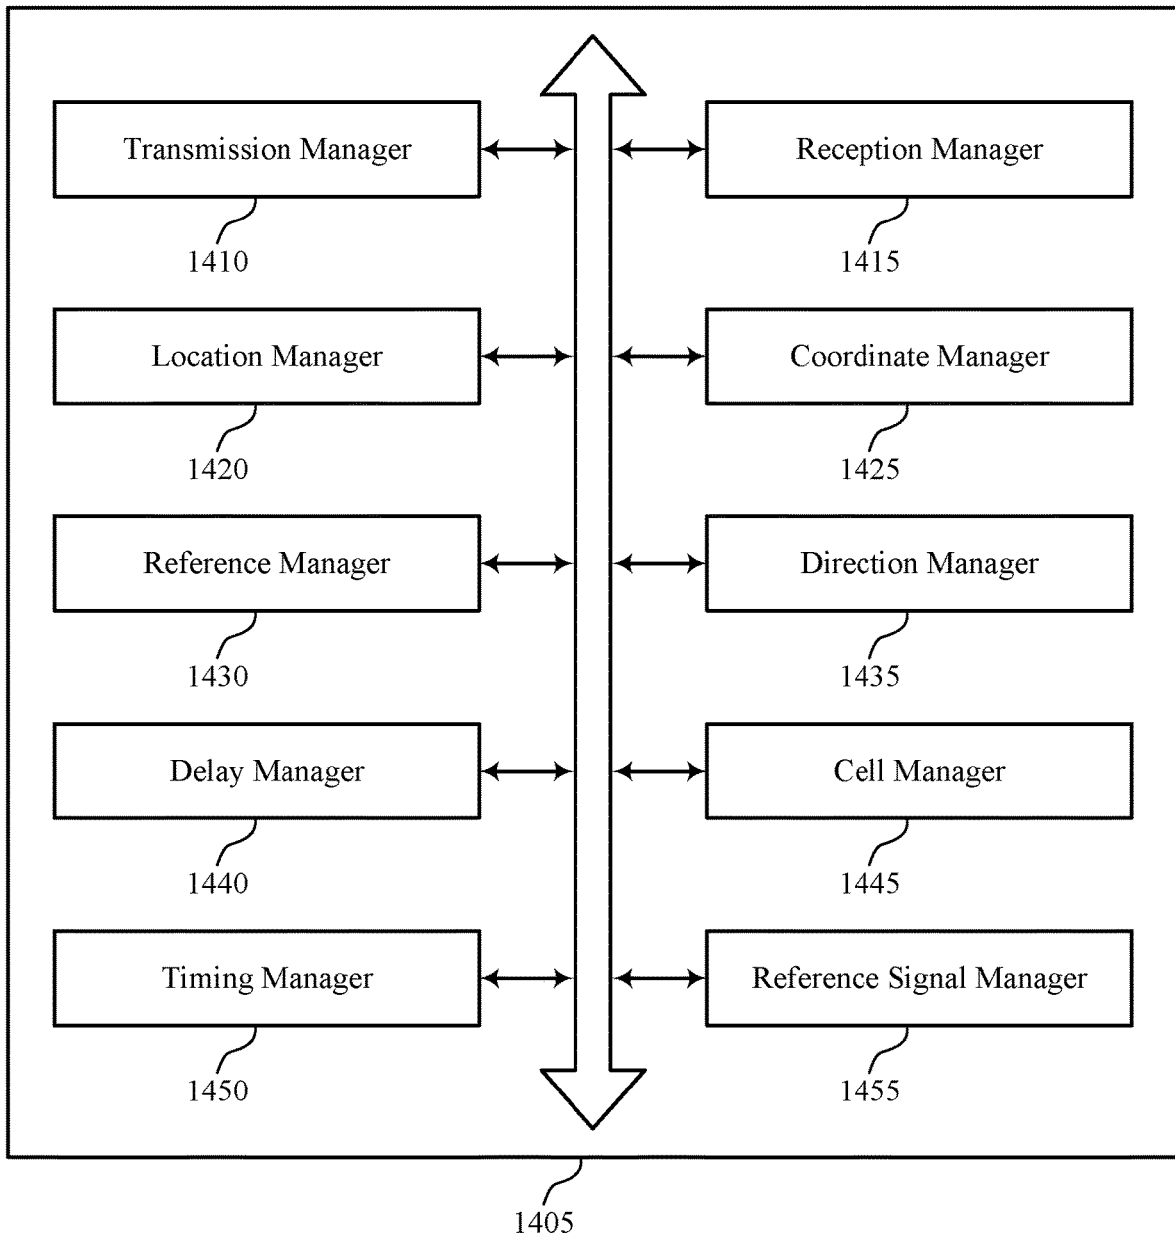 Transmission Manager
Reception Manager
1410
1415
Location Manager
Coordinate Manager
1420
1425
Reference Manager
Direction Manager
1430
1435
Delay Manager
Cell Manager
1440
1445
Timing Manager
Reference Signal Manager
1450
1455
1405